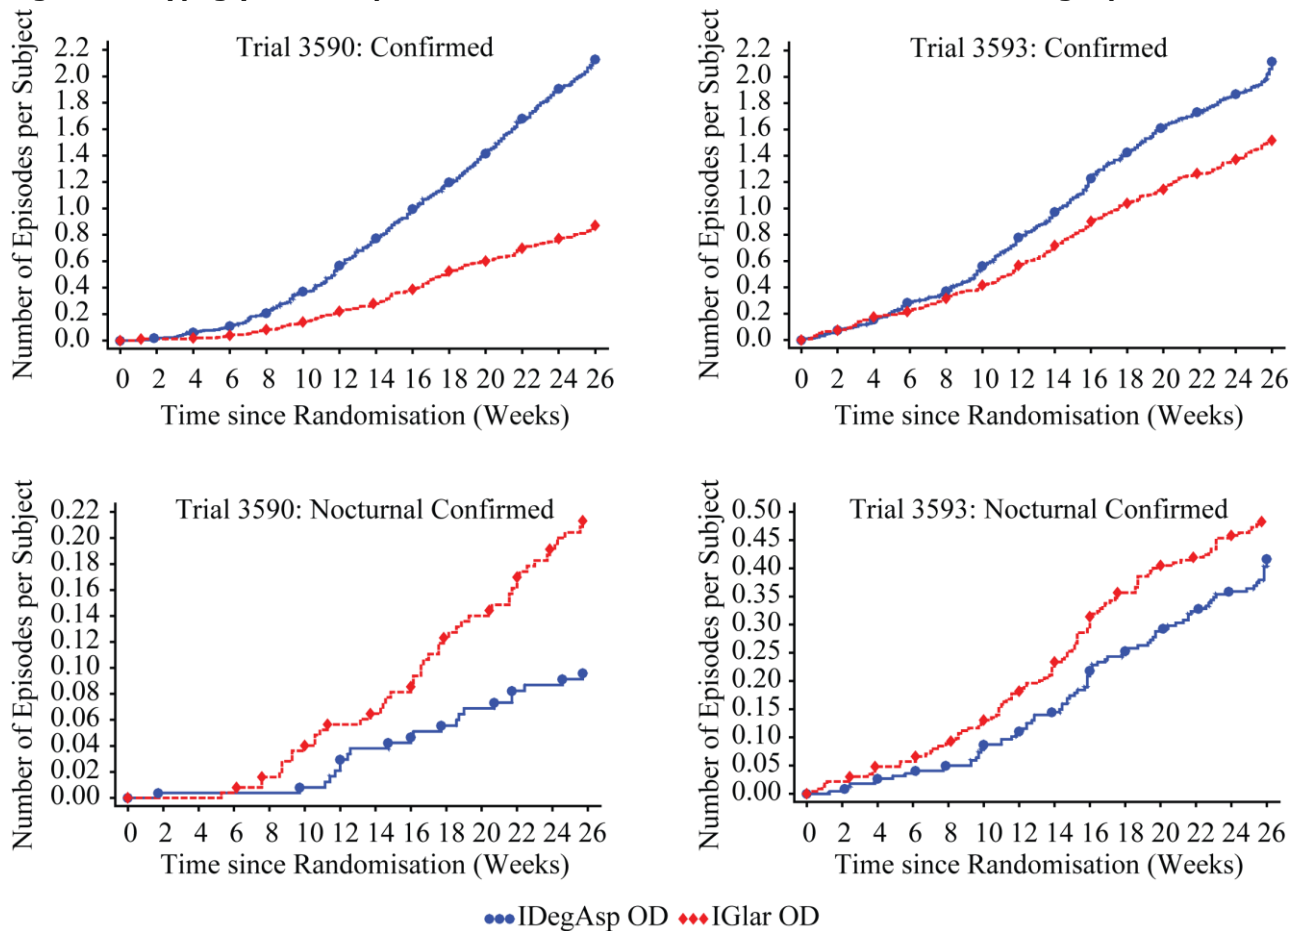 Trial 3590: Confirmed
Number of Episodes per Subject
2.2
2.0
1.8
1.6
1.4
1.2
1.0
0.8
0.6
0.4
0.2
0.0
0 2 4 6 8 10 12 14 16 18 20 22 24 26
Time since Randomisation (Weeks)
Trial 3593: Confirmed
Number of Episodes per Subject
2.2
2.0
1.8
1.6
1.4
1.2
1.0
0.8
0.6
0.4
0.2
0.0
0 2 4 6 8 10 12 14 16 18 20 22 24 26
Time since Randomisation (Weeks)
Trial 3590: Nocturnal Confirmed
Number of Episodes per Subject
0.22
0.20
0.18
0.16
0.14
0.12
0.10
0.08
0.06
0.04
0.02
0.00
0 2 4 6 8 10 12 14 16 18 20 22 24 26
Time since Randomisation (Weeks)
Trial 3593: Nocturnal Confirmed
Number of Episodes per Subject
0.50
0.45
0.40
0.35
0.30
0.25
0.20
0.15
0.10
0.05
0.00
0 2 4 6 8 10 12 14 16 18 20 22 24 26
Time since Randomisation (Weeks)
IDegAsp OD IGlar OD